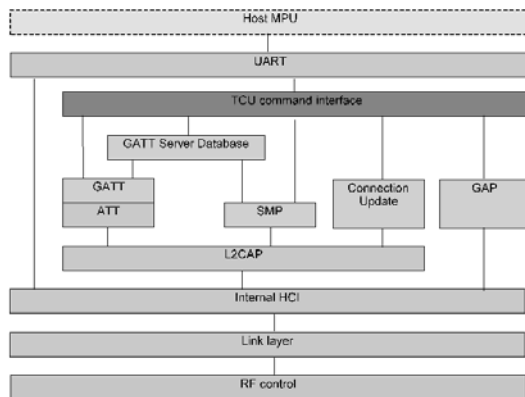 Host MPU
UART
TCU command interface
GATT Server Database
GATT
ATT
SMP
Connection
Update
GAP
L2CAP
Internal HCI
Link layer
RF control